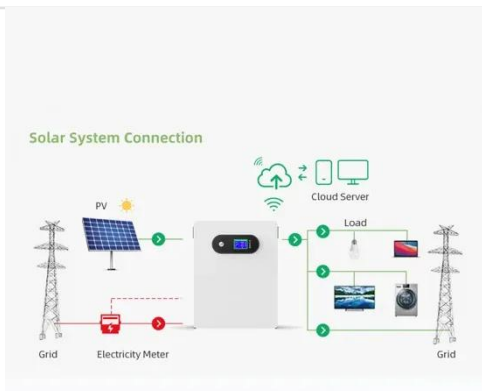 Solar System Connection
Cloud Server
PV
Load
Grid
Electricity Meter
Grid